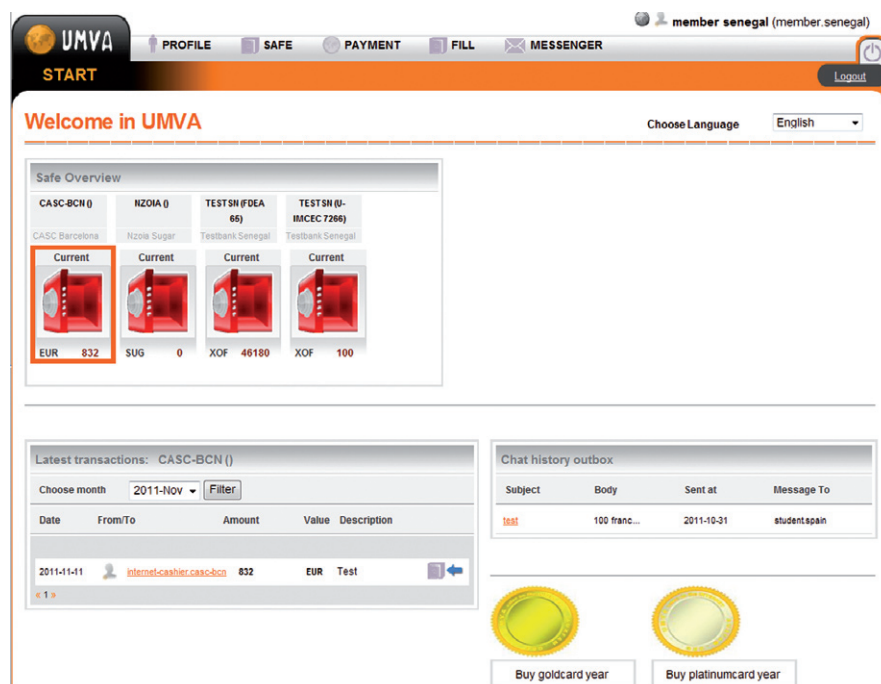 member senegal (member.senegal)
UMVA
PROFILE SAFE PAYMENT FILL MESSENGER
START
Logout
Welcome in UMVA
Choose Language English
Safe Overview
CASC-BCN () NZOIA () TEST SN (FDEA 65) TEST SN (U-IMCEC 7266)
CASC Barcelona Nzoia Sugar Testbank Senegal Testbank Senegal
Current Current Current Current
EUR 832 SUG 0 XOF 46180 XOF 100
Latest transactions: CASC-BCN ()
Choose month 2011-Nov Filter
Date From/To Amount Value Description
2011-11-11 internet-cashier.casc-bcn 832 EUR Test
« 1 »
Chat history outbox
Subject Body Sent at Message To
test 100 franc... 2011-10-31 student.spain
Buy goldcard year
Buy platinumcard year